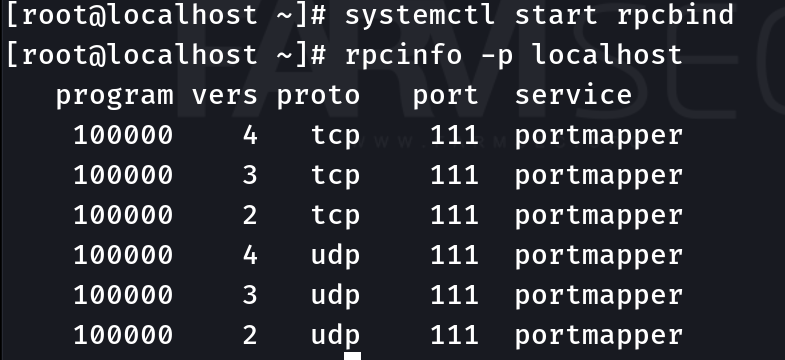 [root@localhost ~]# systemctl start rpcbind
[root@localhost ~]# rpcinfo -p localhost
   program vers proto   port  service
    100000    4   tcp    111  portmapper
    100000    3   tcp    111  portmapper
    100000    2   tcp    111  portmapper
    100000    4   udp    111  portmapper
    100000    3   udp    111  portmapper
    100000    2   udp    111  portmapper